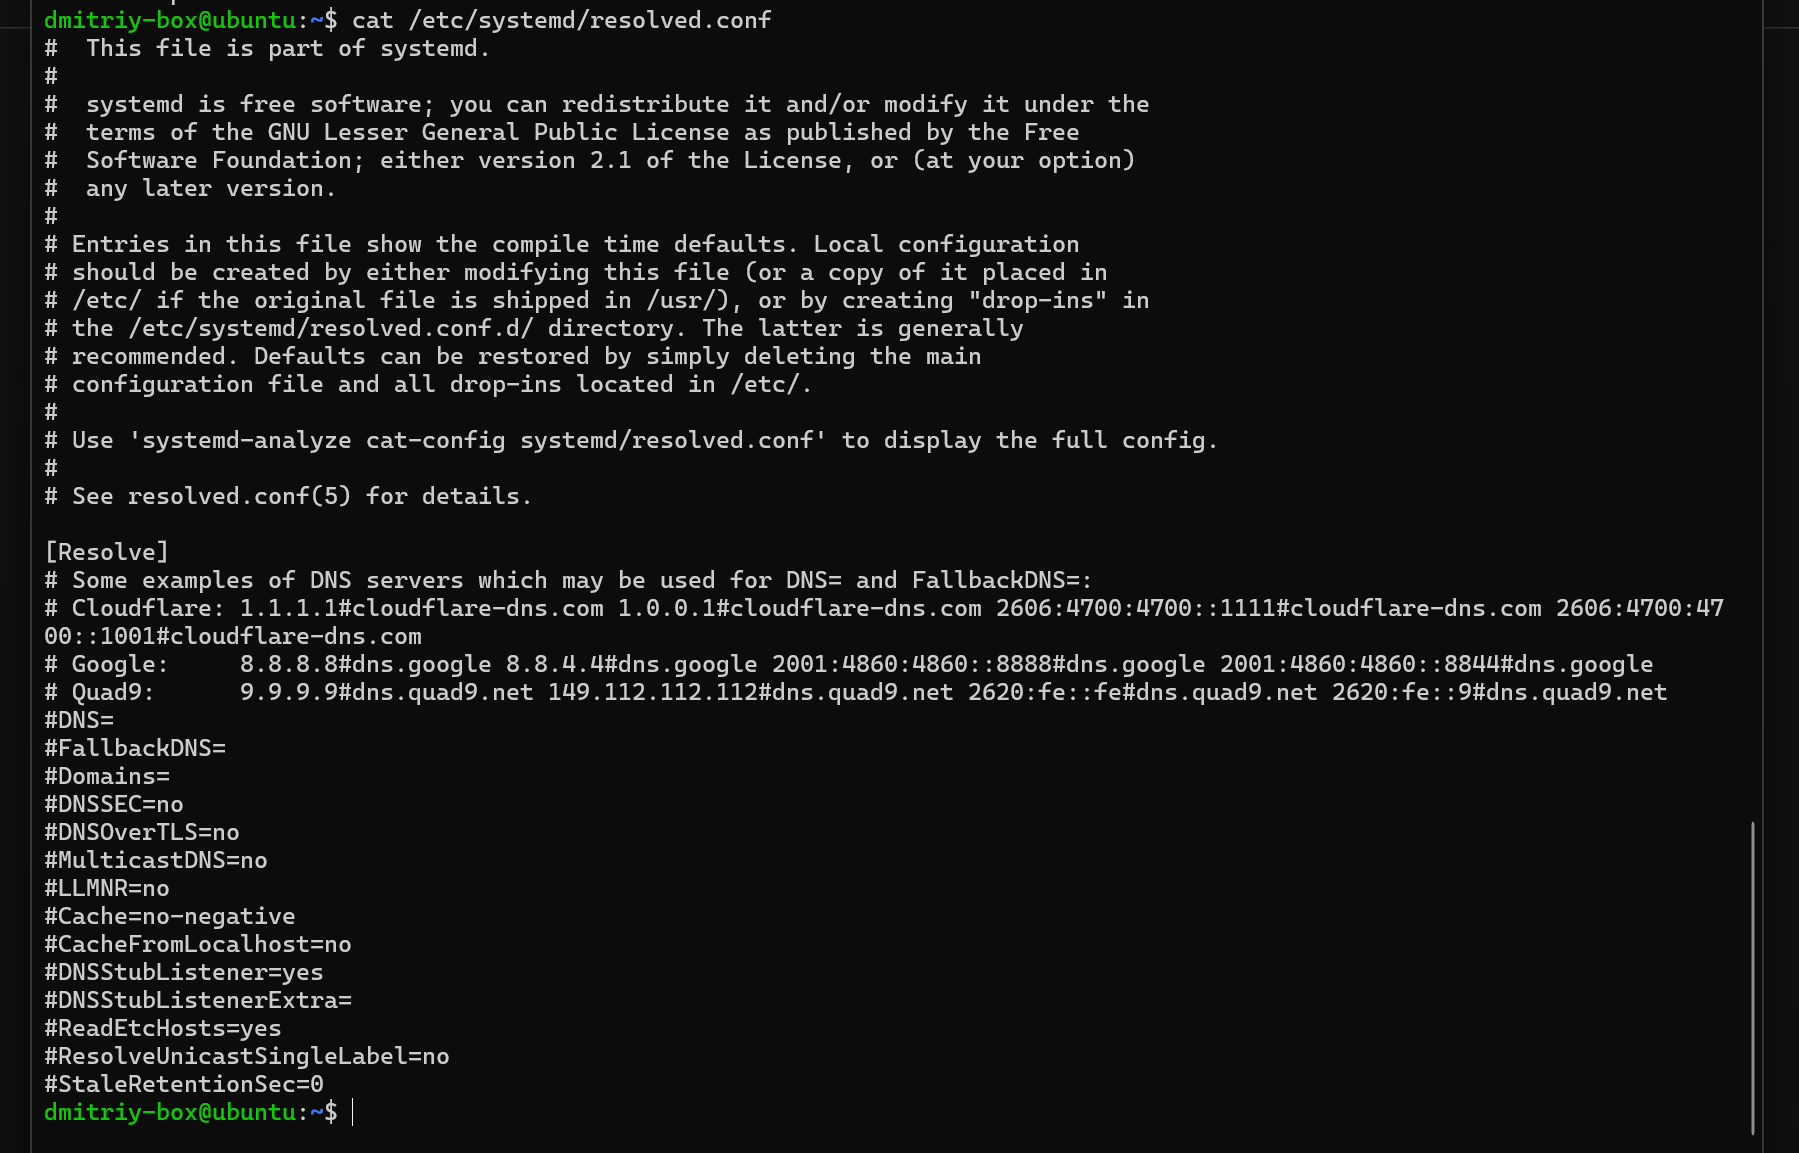 dmitriy-box@ubuntu:~$ cat /etc/systemd/resolved.conf
#  This file is part of systemd.
#
#  systemd is free software; you can redistribute it and/or modify it under the
#  terms of the GNU Lesser General Public License as published by the Free
#  Software Foundation; either version 2.1 of the License, or (at your option)
#  any later version.
#
# Entries in this file show the compile time defaults. Local configuration
# should be created by either modifying this file (or a copy of it placed in
# /etc/ if the original file is shipped in /usr/), or by creating "drop-ins" in
# the /etc/systemd/resolved.conf.d/ directory. The latter is generally
# recommended. Defaults can be restored by simply deleting the main
# configuration file and all drop-ins located in /etc/.
#
# Use 'systemd-analyze cat-config systemd/resolved.conf' to display the full config.
#
# See resolved.conf(5) for details.

[Resolve]
# Some examples of DNS servers which may be used for DNS= and FallbackDNS=:
# Cloudflare: 1.1.1.1#cloudflare-dns.com 1.0.0.1#cloudflare-dns.com 2606:4700:4700::1111#cloudflare-dns.com 2606:4700:47
00::1001#cloudflare-dns.com
# Google:     8.8.8.8#dns.google 8.8.4.4#dns.google 2001:4860:4860::8888#dns.google 2001:4860:4860::8844#dns.google
# Quad9:      9.9.9.9#dns.quad9.net 149.112.112.112#dns.quad9.net 2620:fe::fe#dns.quad9.net 2620:fe::9#dns.quad9.net
#DNS=
#FallbackDNS=
#Domains=
#DNSSEC=no
#DNSOverTLS=no
#MulticastDNS=no
#LLMNR=no
#Cache=no-negative
#CacheFromLocalhost=no
#DNSStubListener=yes
#DNSStubListenerExtra=
#ReadEtcHosts=yes
#ResolveUnicastSingleLabel=no
#StaleRetentionSec=0
dmitriy-box@ubuntu:~$